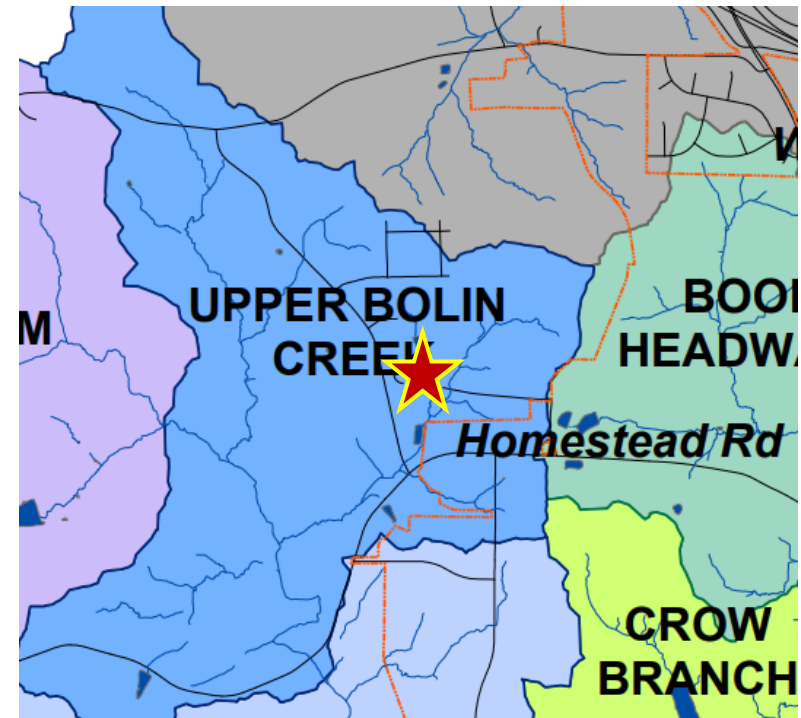 UPPER BOLIN
CREEK
M
BOO
HEADWA
Homestead Rd
CROW
BRANCH